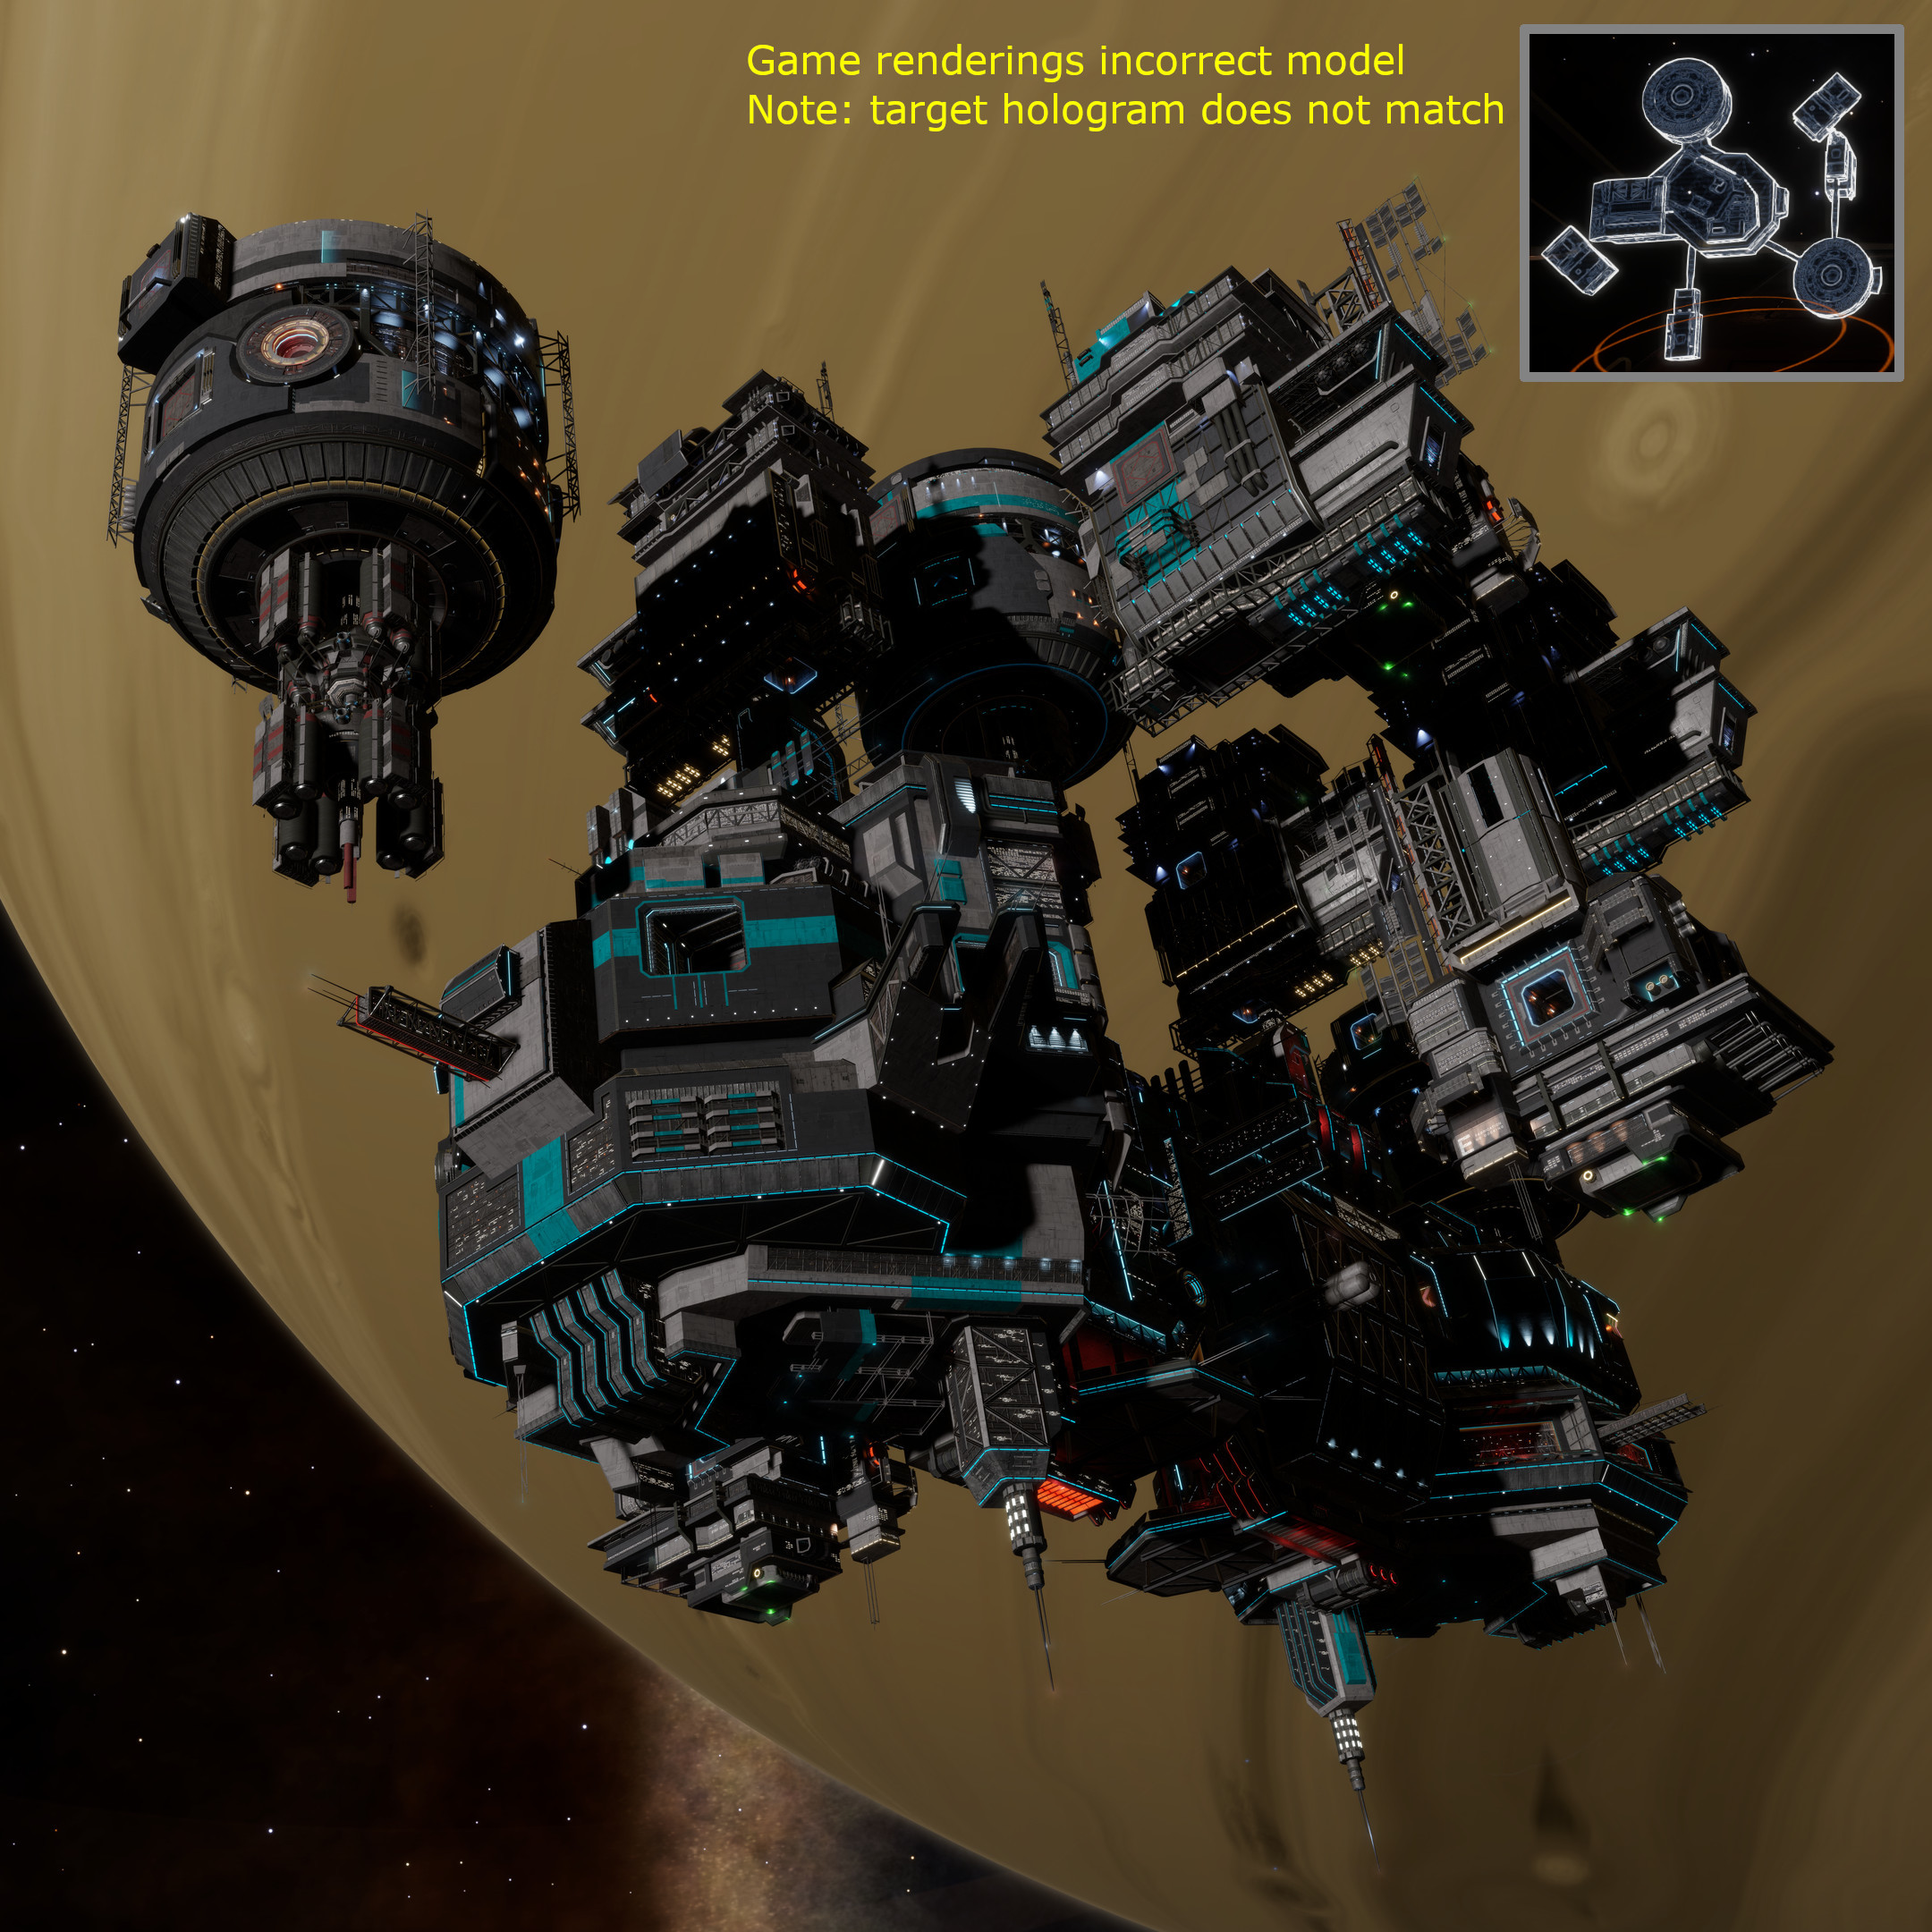 Game renderings incorrect model
Note: target hologram does not match